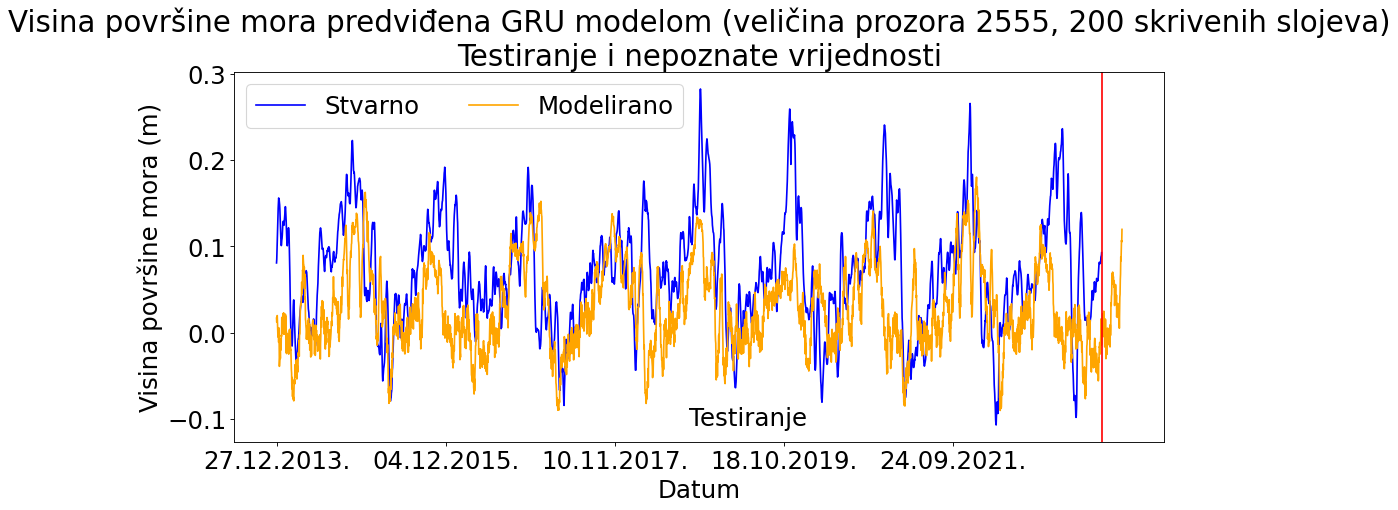 Visina površine mora predviđena GRU modelom (veličina prozora 2555, 200 skrivenih slojeva)
Testiranje i nepoznate vrijednosti
Stvarno
Modelirano
Visina površine mora (m)
0.3
0.2
0.1
0.0
−0.1
Testiranje
27.12.2013.
04.12.2015.
10.11.2017.
18.10.2019.
24.09.2021.
Datum